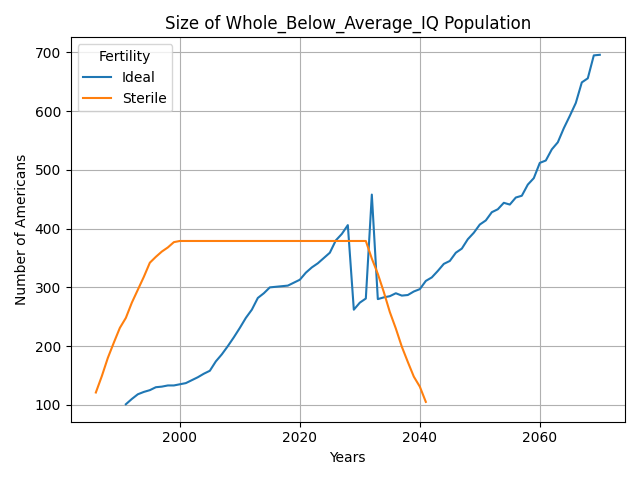 Size of Whole_Below_Average_IQ Population
Fertility
Ideal
Sterile
Number of Americans
700
600
500
400
300
200
100
2000 2020 2040 2060
Years